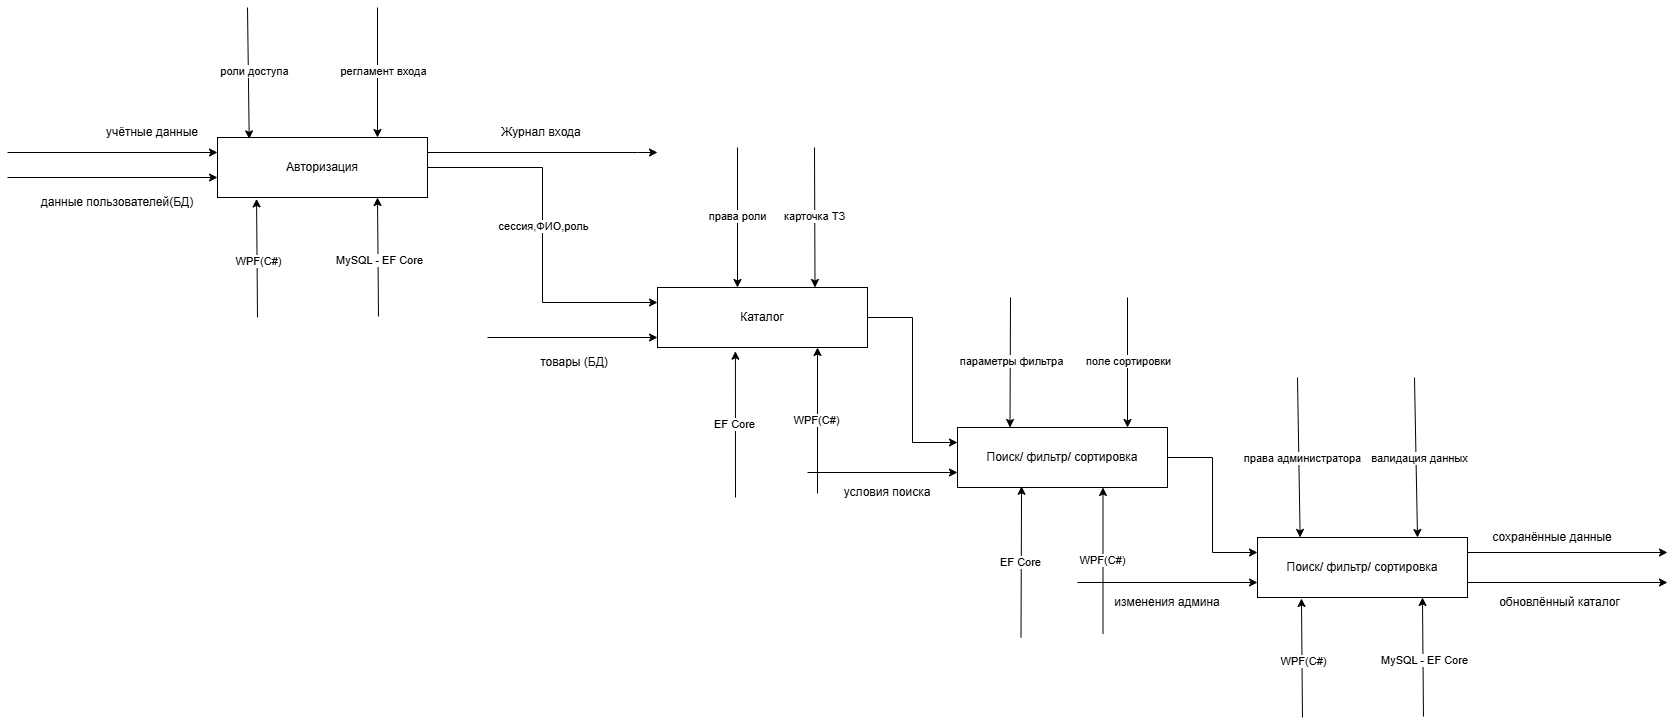 роли доступа
регламент входа
учётные данные
Журнал входа
Авторизация
данные пользователей(БД)
сессия,ФИО,роль
права роли
карточка ТЗ
WPF(C#)
MySQL - EF Core
Каталог
товары (БД)
параметры фильтра
поле сортировки
EF Core
WPF(C#)
Поиск/ фильтр/ сортировка
условия поиска
права администратора
валидация данных
сохранённые данные
EF Core
WPF(C#)
Поиск/ фильтр/ сортировка
изменения админа
обновлённый каталог
WPF(C#)
MySQL - EF Core